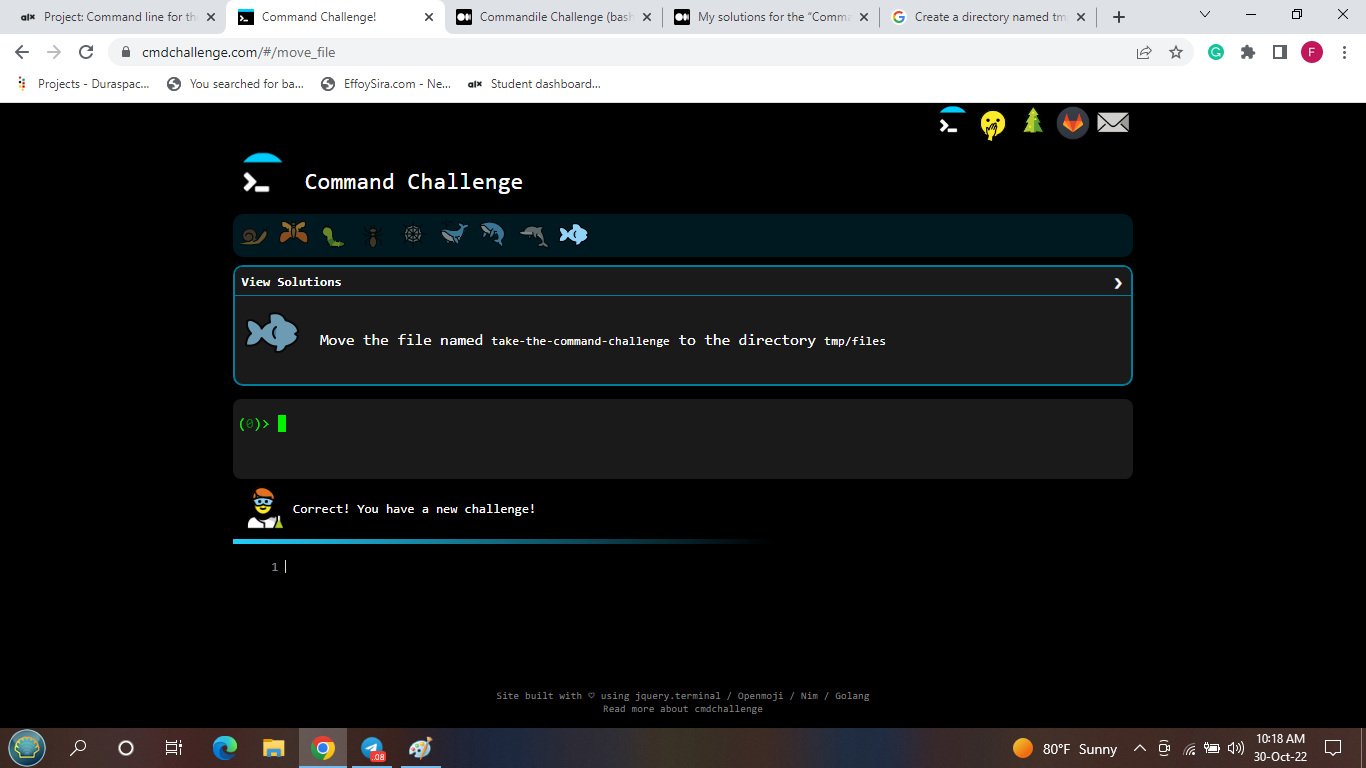 Project: Command line for th
Command Challenge!
Commandile Challenge (bash
My solutions for the "Comma
Create a directory named tm
cmdchallenge.com/#/move_file
F
Projects - Duraspac...
You searched for ba...
EffoySira.com - Ne...
alx
Student dashboard...
Command Challenge
View Solutions
Move the file named take-the-command-challenge to the directory tmp/files
(0)>
Correct! You have a new challenge!
1
Site built with ♡ using jquery.terminal / Openmoji / Nim / Golang
Read more about cmdchallenge
.08
80°F Sunny
10:18 AM
30-Oct-22